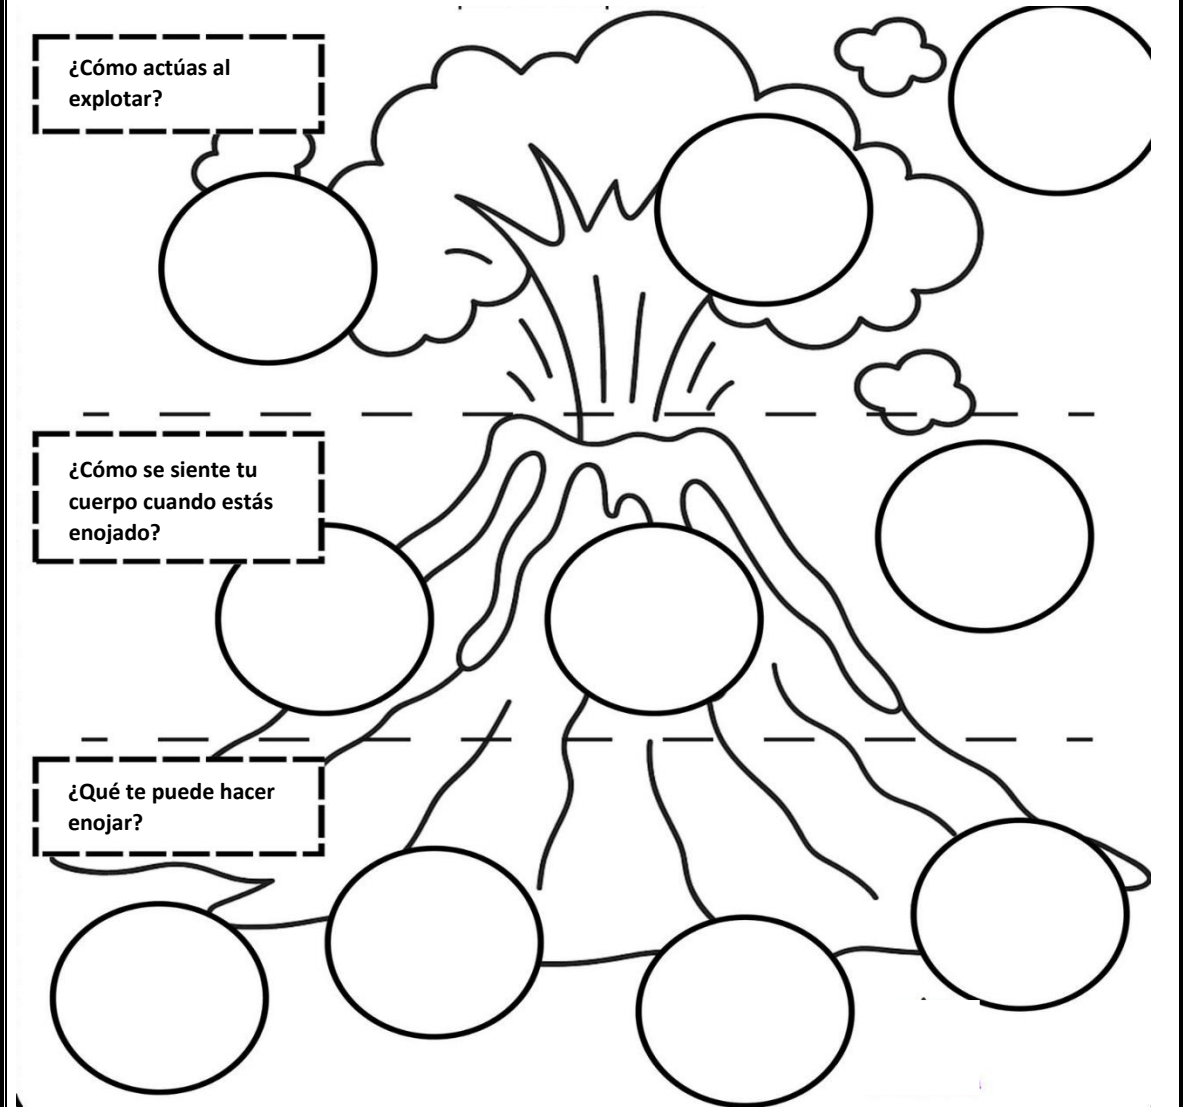 ¿Cómo actúas al
explotar?
¿Cómo se siente tu
cuerpo cuando estás
enojado?
¿Qué te puede hacer
enojar?